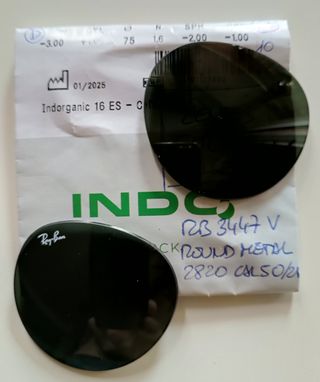 Ø N SPH
-3.00 75 1.6 -2.00 -1.00
01/2025
10
Indorganic 16 ES - C
INDO
Ray-Ban
RB 3447 V
ROUND METAL
2820 CAL 50/21